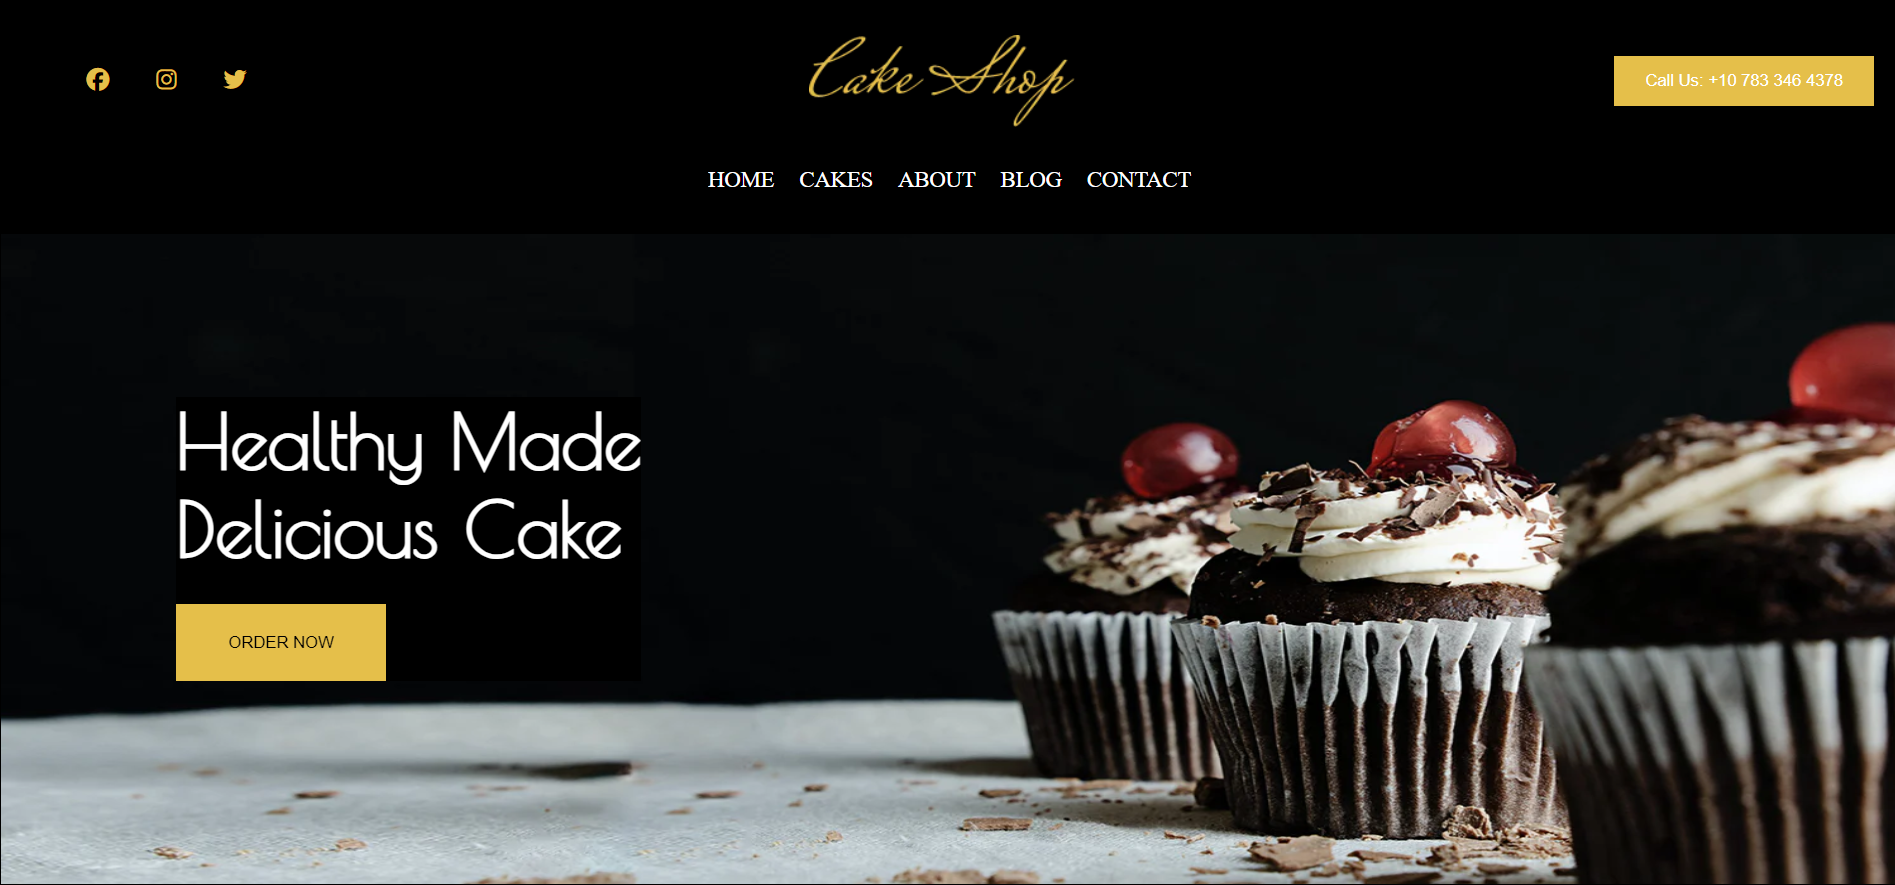 Cake Shop
Call Us: +10 783 346 4378
HOME CAKES ABOUT BLOG CONTACT
Healthy Made
Delicious Cake
ORDER NOW